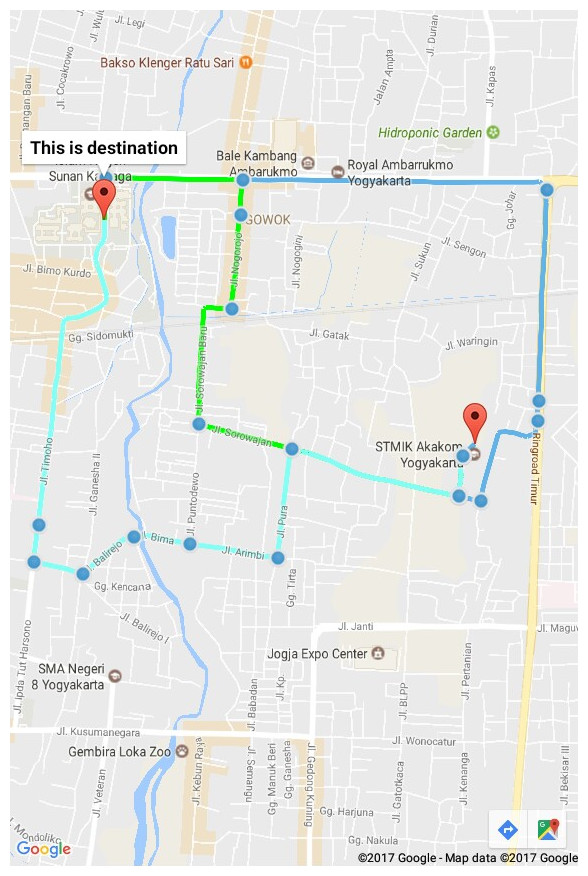 Jl. Legi
Jl. Wulu
Jl. Cocakrowo
Bakso Klenger Ratu Sari
Jl. Durian
Jalan Ampta
Jl. Kapas
Hidroponic Garden
This is destination
Sunan Ka
aga
Bale Kambang
Ambarukmo
Royal Ambarrukmo
Yogyakarta
GOWOK
Gg. Johar
Jl. Sengon
Jl. Sukun
Jl. Nogorojo
Jl. Nogogini
Jl. Bimo Kurdo
Gg. Sidomukti
Jl. Gatak
Jl. Waringin
Jl. Sorowajan Baru
Jl. Sorowajan
STMIK Akakom
Yogyakarta
Ringroad Timur
Jl. Timoho
Jl. Ganesha II
Jl. Puntodewo
Jl. Pura
Jl. Balirejo
Jl. Bima
Jl. Arimbi
Gg. Kencana
Gg. Tirta
Jl. Balirejo I
Jl. Ipda Tut Harsono
Jl. Janti
Jl. Maguw
Jogja Expo Center
SMA Negeri
8 Yogyakarta
Jl. Babadan
Jl. Kp.
Jl. BLPP
Jl. Pertanian
Jl. Kusumanegara
Gembira Loka Zoo
Jl. Wonocatur
Jl. Veteran
Jl. Kebun Raya
Jl. Semangu
Gg. Manuk Beri
Gg. Ganesha
Jl. Gedong Kuning
Jl. Gatotkaca
Jl. Kenanga
Jl. Bekisar III
Gg. Harjuna
Gg. Nakula
Jl. Mondoliko
Google
©2017 Google - Map data ©2017 Google